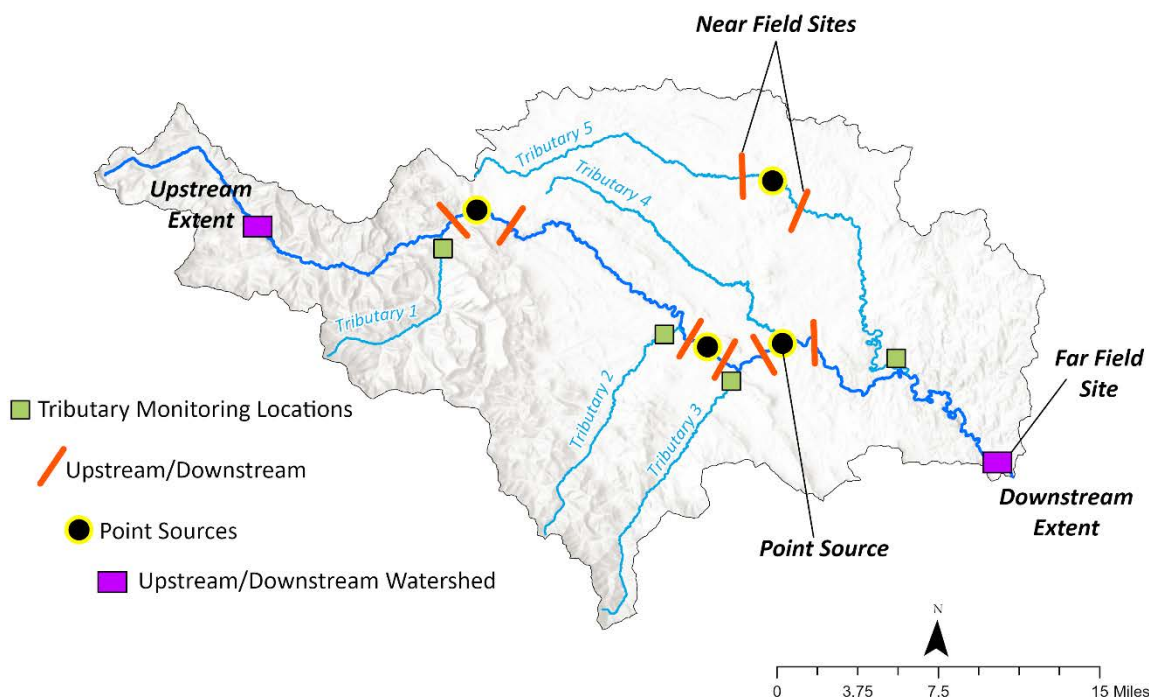 Near Field Sites
Tributary 5
Tributary 4
Upstream
Extent
Tributary 1
Tributary 2
Tributary 3
Far Field
Site
Tributary Monitoring Locations
Upstream/Downstream
Point Sources
Upstream/Downstream Watershed
Downstream
Extent
Point Source
N
0 3.75 7.5 15 Miles